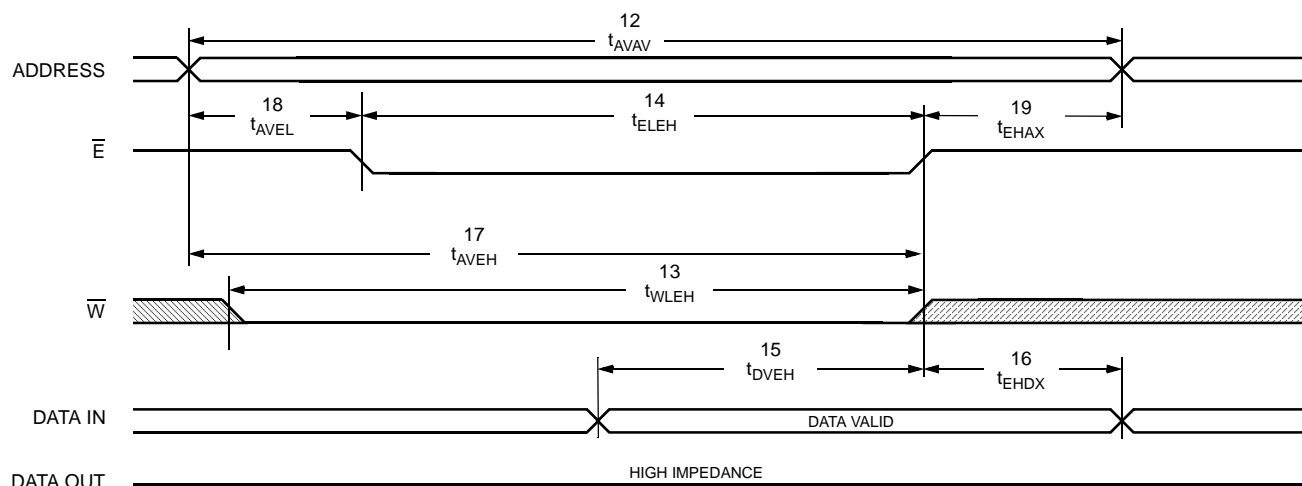 12
tAVAV
ADDRESS
18
tAVEL
14
tELEH
19
tEHAX
E
17
tAVEH
13
tWLEH
W
15
tDVEH
16
tEHDX
DATA IN
DATA VALID
DATA OUT
HIGH IMPEDANCE